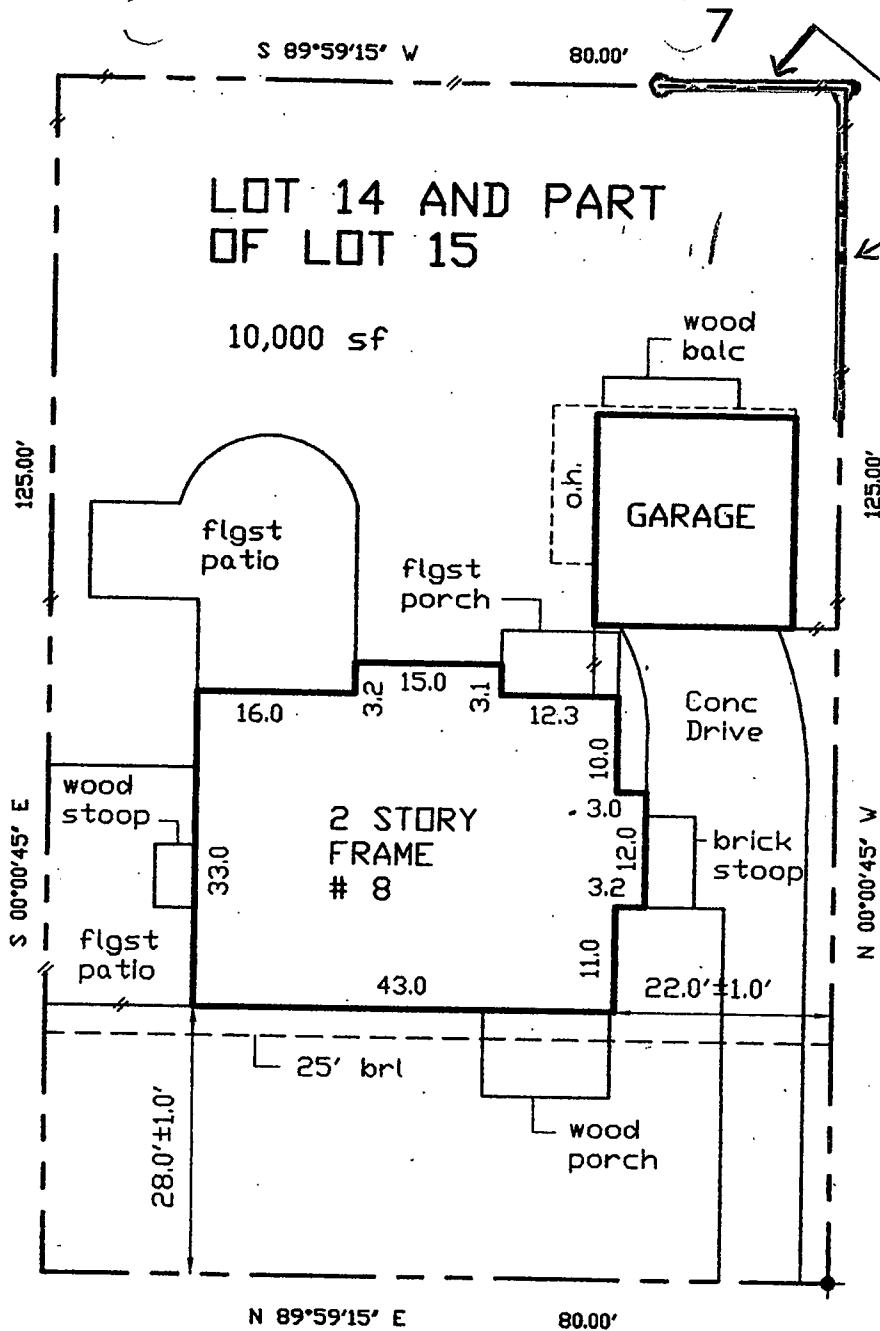 7
S 89°59'15" W 80.00'
LOT 14 AND PART
OF LOT 15
10,000 sf
wood
balc
125.00'
125.00'
o.h.
GARAGE
flgst
patio
flgst
porch
16.0
3.2
15.0
3.1
12.3
Conc
Drive
10.0
wood
stoop
3.0
S 00°00'45" E
33.0
2 STORY
FRAME
# 8
12.0
brick
stoop
N 00°00'45" W
3.2
flgst
patio
11.0
43.0
22.0'±1.0'
25' brl
28.0'±1.0'
wood
porch
N 89°59'15" E 80.00'